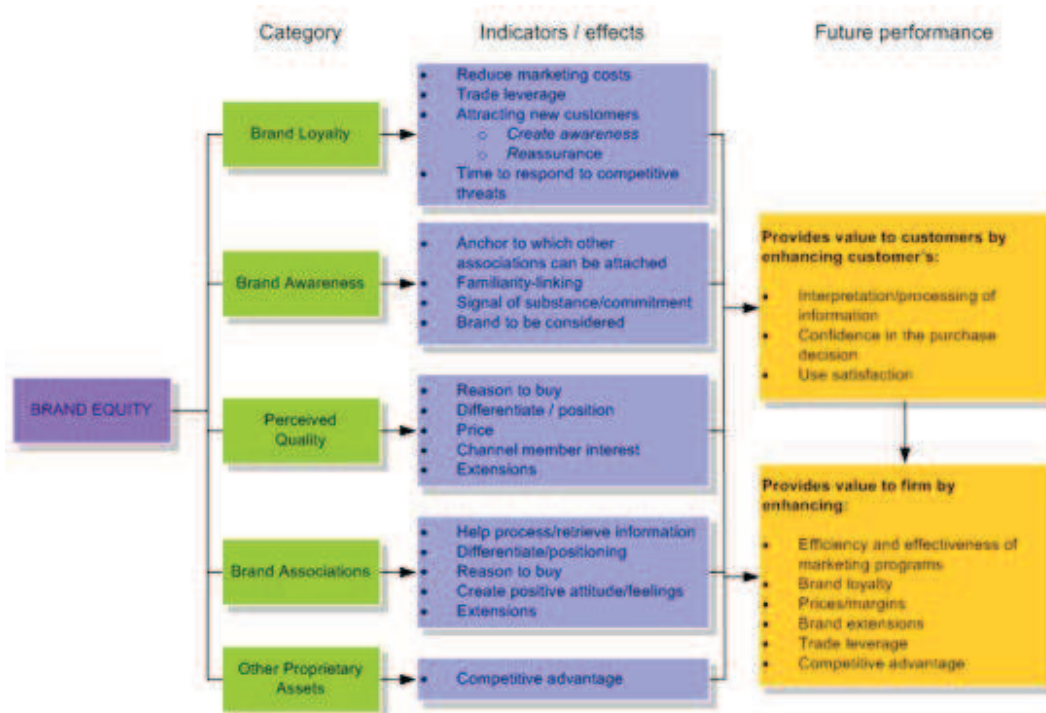 Category
Indicators / effects
Future performance
BRAND EQUITY
Brand Loyalty
• Reduce marketing costs
• Trade leverage
• Attracting new customers
o Create awareness
o Reassurance
• Time to respond to competitive
threats
Brand Awareness
• Anchor to which other
associations can be attached
• Familiarity-linking
• Signal of substance/commitment
• Brand to be considered
Perceived
Quality
• Reason to buy
• Differentiate / position
• Price
• Channel member interest
• Extensions
Brand Associations
• Help process/retrieve information
• Differentiate/positioning
• Reason to buy
• Create positive attitude/feelings
• Extensions
Other Proprietary
Assets
• Competitive advantage
Provides value to customers by
enhancing customer's:
• Interpretation/processing of
information
• Confidence in the purchase
decision
• Use satisfaction
Provides value to firm by
enhancing:
• Efficiency and effectiveness of
marketing programs
• Brand loyalty
• Prices/margins
• Brand extensions
• Trade leverage
• Competitive advantage